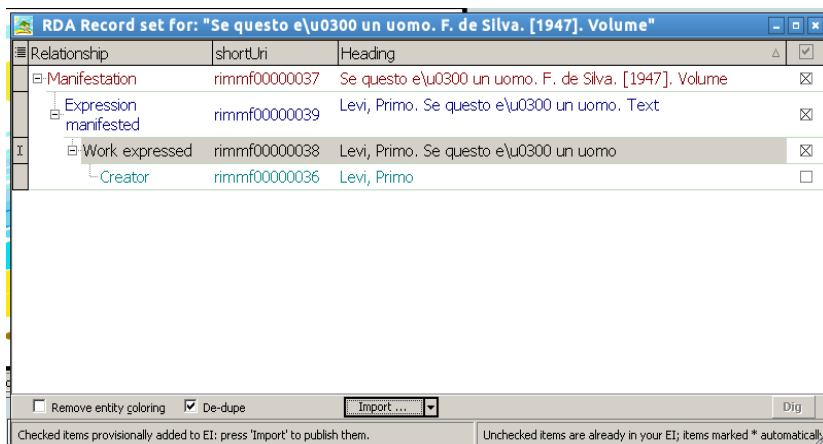 RDA Record set for: "Se questo e\u0300 un uomo. F. de Silva. [1947]. Volume"
Relationship shortUri Heading
Manifestation rimmf00000037 Se questo e\u0300 un uomo. F. de Silva. [1947]. Volume
Expression manifested rimmf00000039 Levi, Primo. Se questo e\u0300 un uomo. Text
Work expressed rimmf00000038 Levi, Primo. Se questo e\u0300 un uomo
Creator rimmf00000036 Levi, Primo
Remove entity coloring De-dupe Import ... Dig
Checked items provisionally added to EI: press 'Import' to publish them. Unchecked items are already in your EI; items marked * automatically